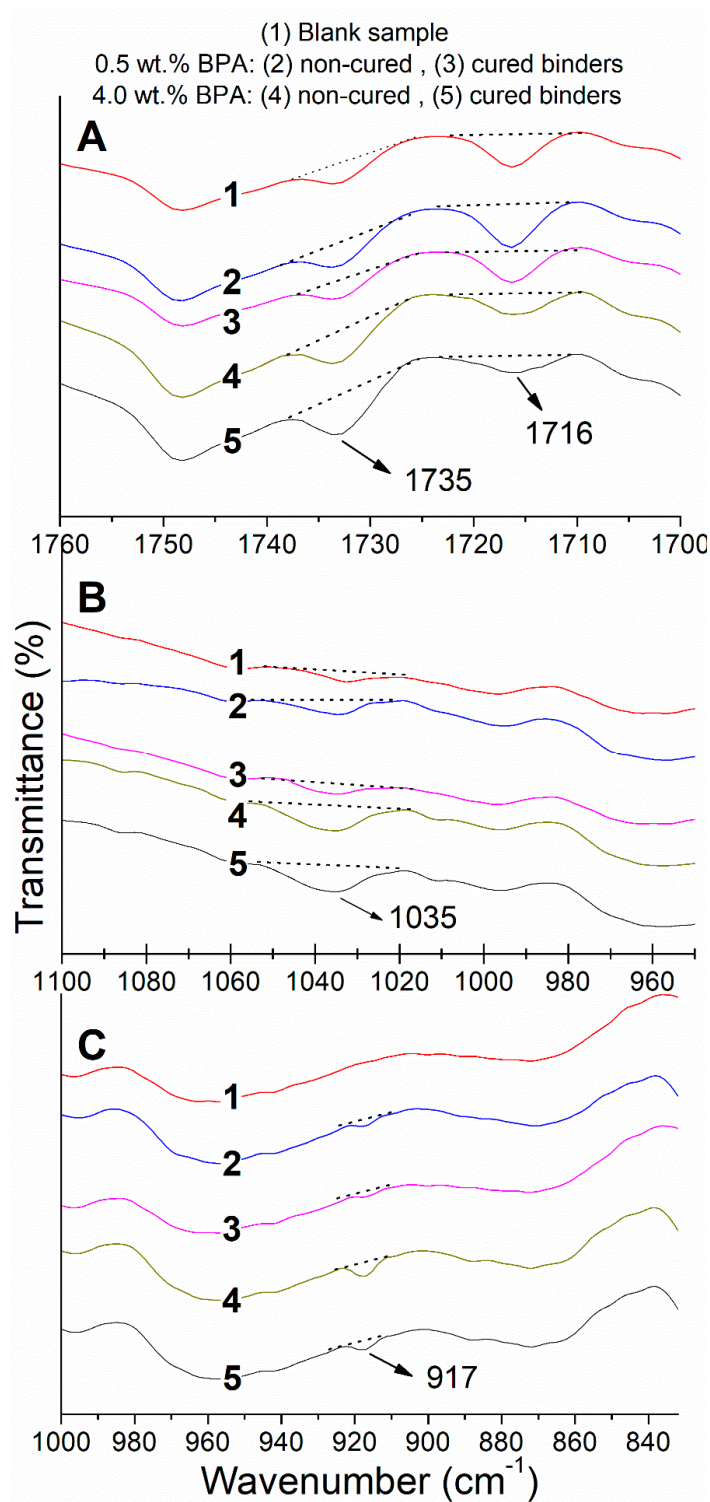 (1) Blank sample
0.5 wt.% BPA: (2) non-cured , (3) cured binders
4.0 wt.% BPA: (4) non-cured , (5) cured binders
A
1
2
3
4
5
1716
1735
1760 1750 1740 1730 1720 1710 1700
B
1
2
3
4
5
1035
1100 1080 1060 1040 1020 1000 980 960
Transmittance (%)
C
1
2
3
4
5
917
1000 980 960 940 920 900 880 860 840
Wavenumber (cm⁻¹)